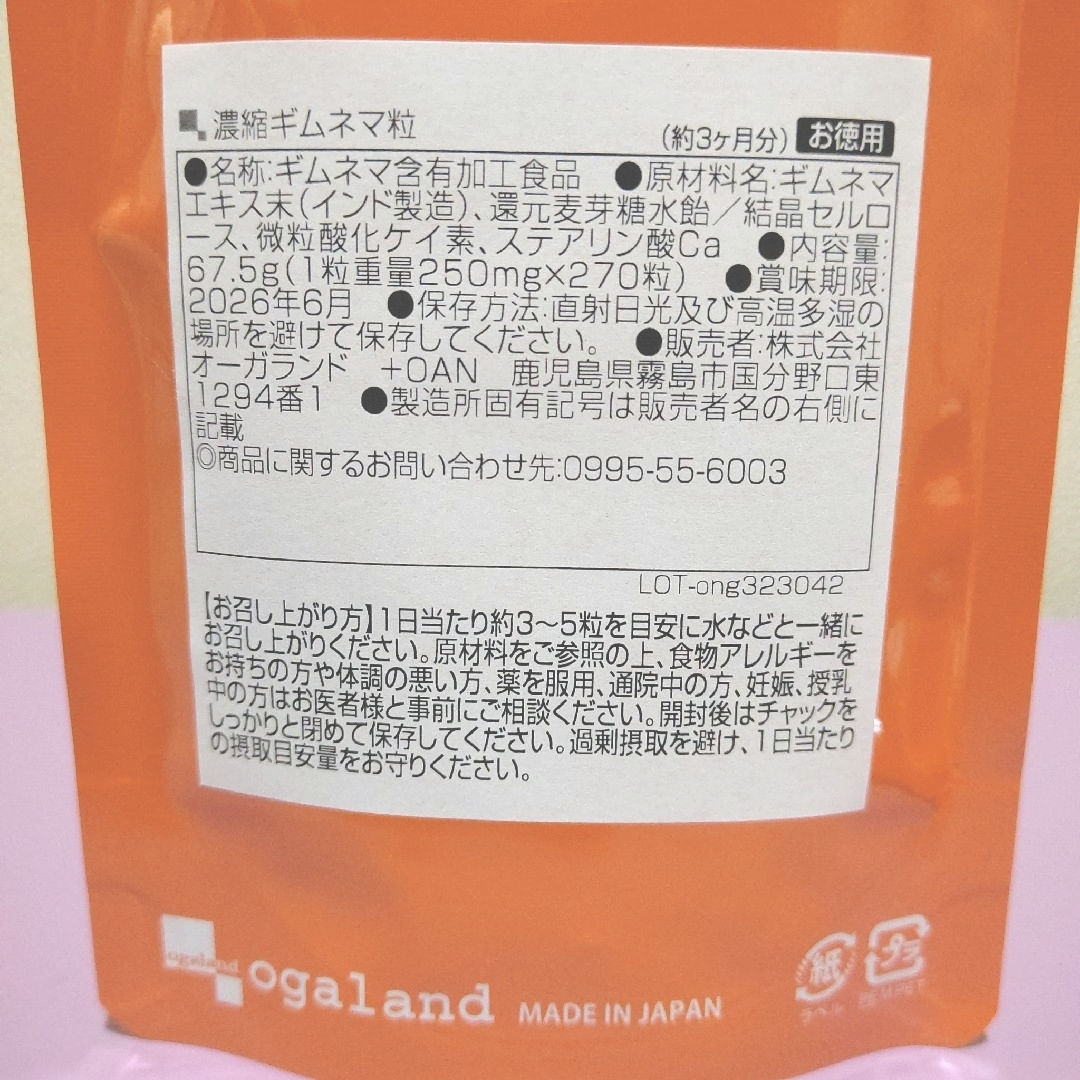 濃縮ギムネマ粒
(約3ヶ月分) お徳用
●名称:ギムネマ含有加工食品 ●原材料名:ギムネマ
エキス末(インド製造)、還元麦芽糖水飴/結晶セルロ
ース、微粒酸化ケイ素、ステアリン酸Ca ●内容量:
67.5g(1粒重量250mg×270粒) ●賞味期限:
2026年6月 ●保存方法:直射日光及び高温多湿の
場所を避けて保存してください。 ●販売者:株式会社
オーガランド +OAN 鹿児島県霧島市国分野口東
1294番1 ●製造所固有記号は販売者名の右側に
記載
◎商品に関するお問い合わせ先:0995-55-6003
LOT-ong323042
【お召し上がり方】1日当たり約3〜5粒を目安に水などと一緒に
お召し上がりください。原材料をご参照の上、食物アレルギーを
お持ちの方や体調の悪い方、薬を服用、通院中の方、妊娠、授乳
中の方はお医者様と事前にご相談ください。開封後はチャックを
しっかりと閉めて保存してください。過剰摂取を避け、1日当たり
の摂取目安量をお守りください。
ogaland
ogaland MADE IN JAPAN
紙 プラ
ラベル PE.M.PET